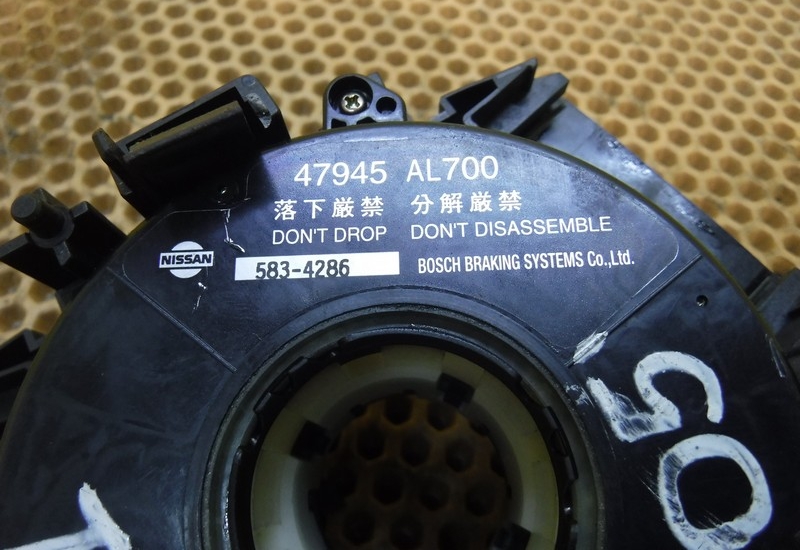 47945 AL700
落下厳禁 分解厳禁
DON'T DROP DON'T DISASSEMBLE
NISSAN
583-4286 BOSCH BRAKING SYSTEMS Co.,Ltd.